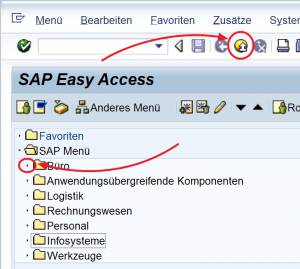 Menü Bearbeiten Favoriten Zusätze System
SAP Easy Access
Anderes Menü Ro
Favoriten
SAP Menü
Büro
Anwendungsübergreifende Komponenten
Logistik
Rechnungswesen
Personal
Infosysteme
Werkzeuge